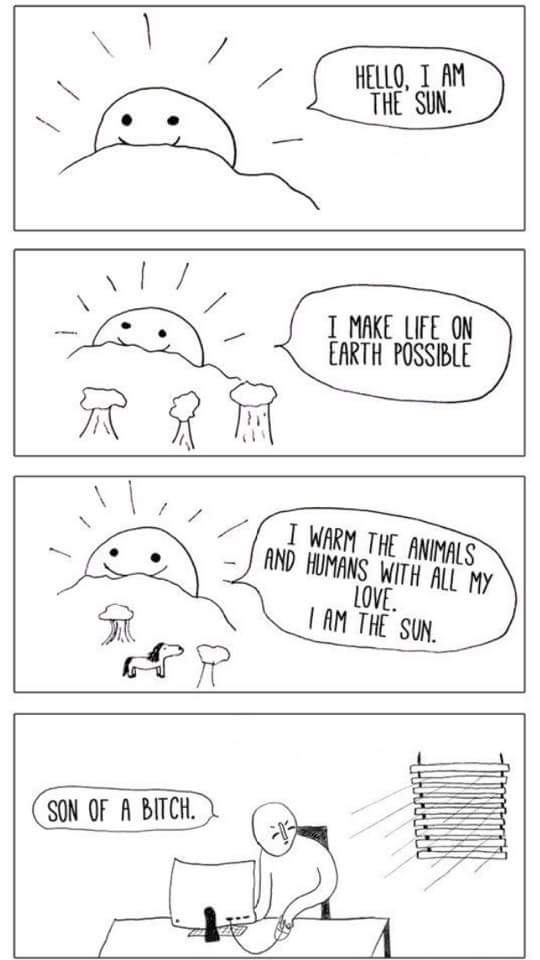 HELLO, I AM
THE SUN.
I MAKE LIFE ON
EARTH POSSIBLE
I WARM THE ANIMALS
AND HUMANS WITH ALL MY
LOVE.
I AM THE SUN.
SON OF A BITCH.